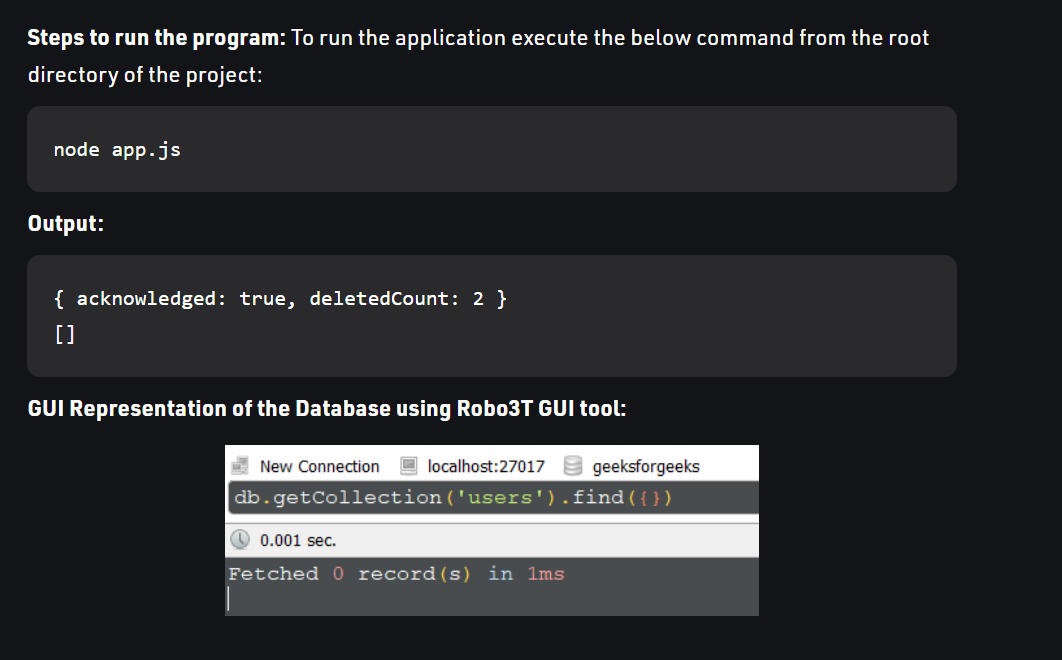 Steps to run the program: To run the application execute the below command from the root
directory of the project:
node app.js
Output:
{ acknowledged: true, deletedCount: 2 }
[]
GUI Representation of the Database using Robo3T GUI tool:
New Connection localhost:27017 geeksforgeeks
db.getCollection('users').find({})
0.001 sec.
Fetched 0 record(s) in 1ms